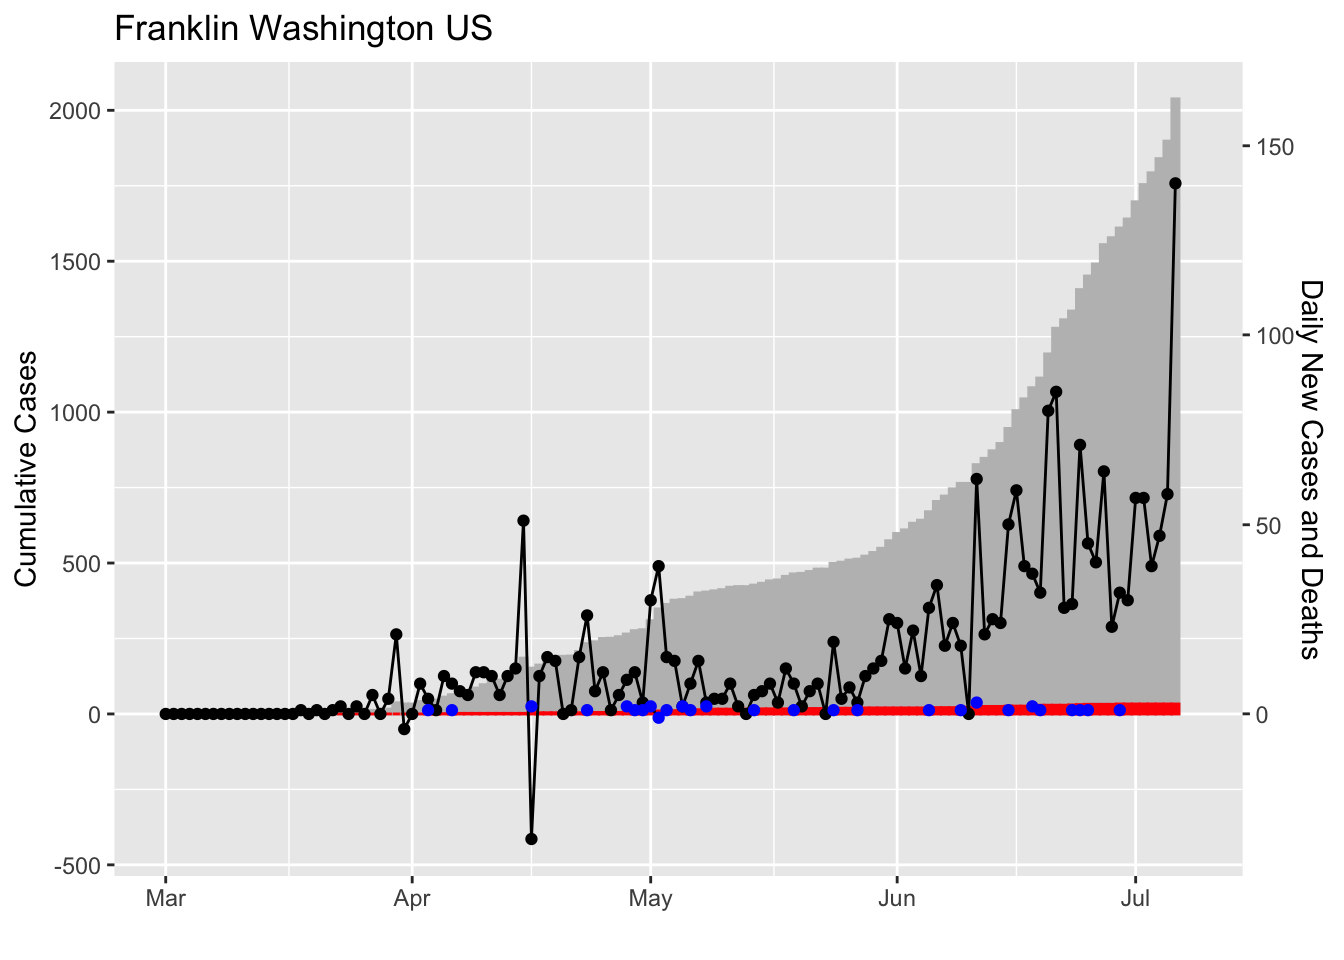 Franklin Washington US
2000
1500
1000
500
0
-500
150
100
50
0
Cumulative Cases
Daily New Cases and Deaths
Mar Apr May Jun Jul